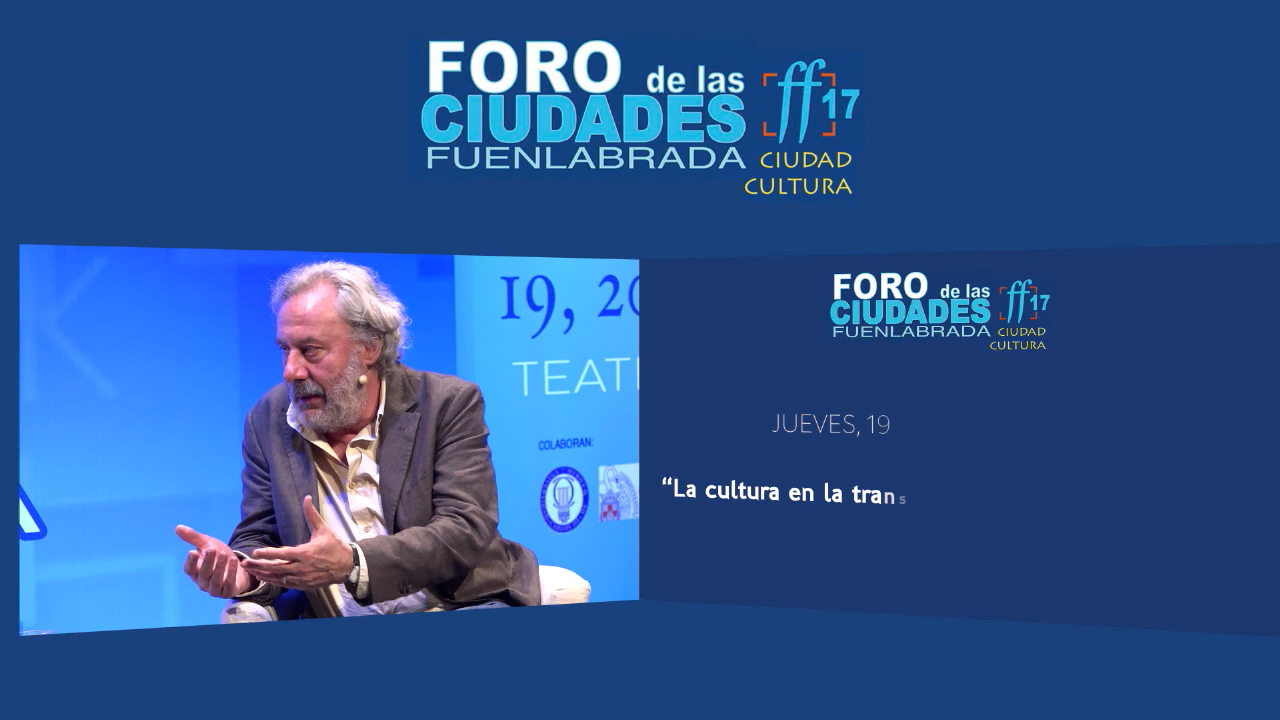 FORO de las
CIUDADES
FUENLABRADA
ff17
CIUDAD
CULTURA
19, 20
TEAT
COLABORAN:
FORO de las
CIUDADES
FUENLABRADA
ff17
CIUDAD
CULTURA
JUEVES, 19
“La cultura en la trans